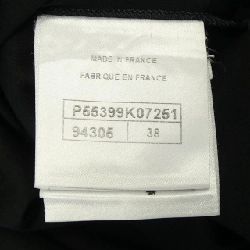 MADE IN FRANCE
FABRIQUE EN FRANCE
P55399K07251
94305 38